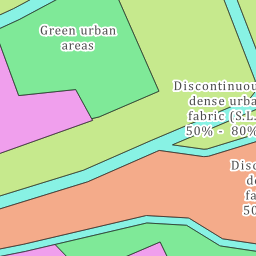 Green urban
areas
Discontinuou
dense urba
fabric (S.L.
50% - 80%
Disc
de
fa
50%